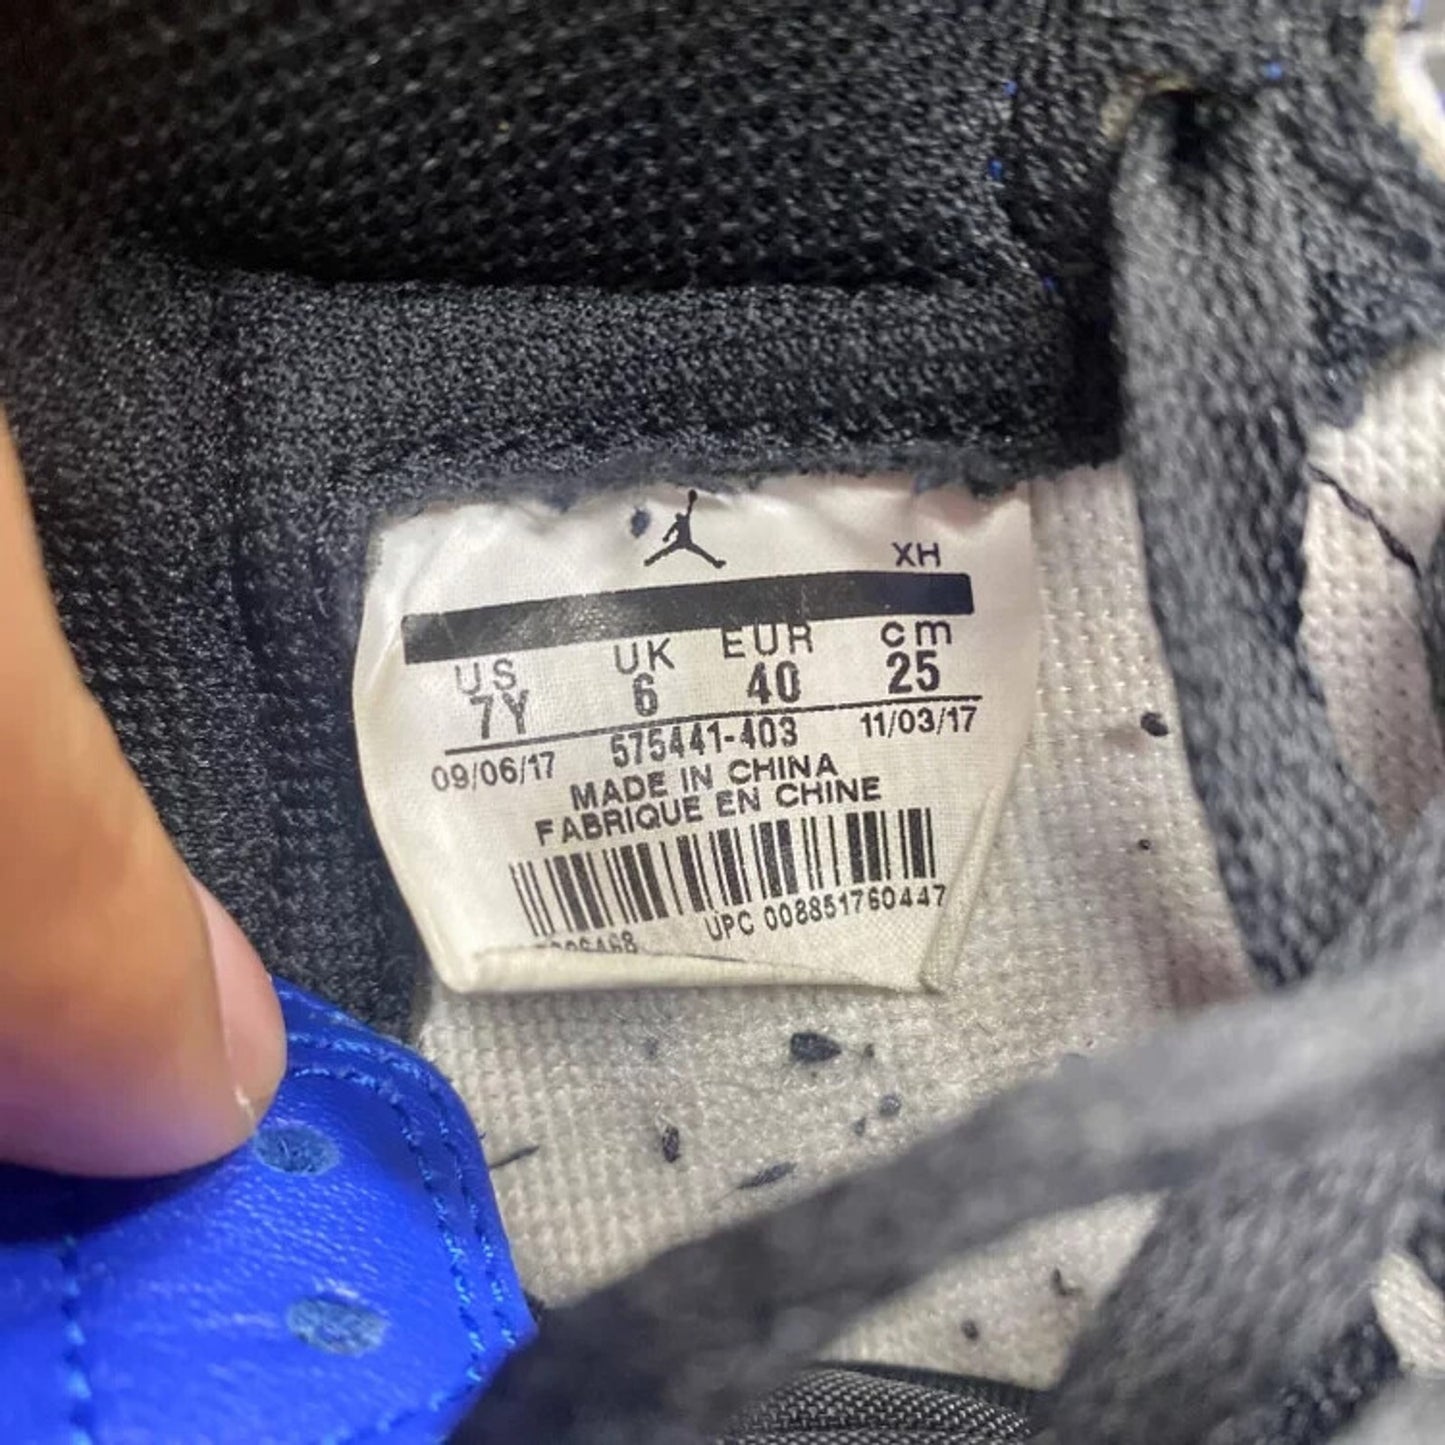 XH
US UK EUR cm
7Y 6 40 25
09/06/17 575441-403 11/03/17
MADE IN CHINA
FABRIQUE EN CHINE
UPC 008851760447